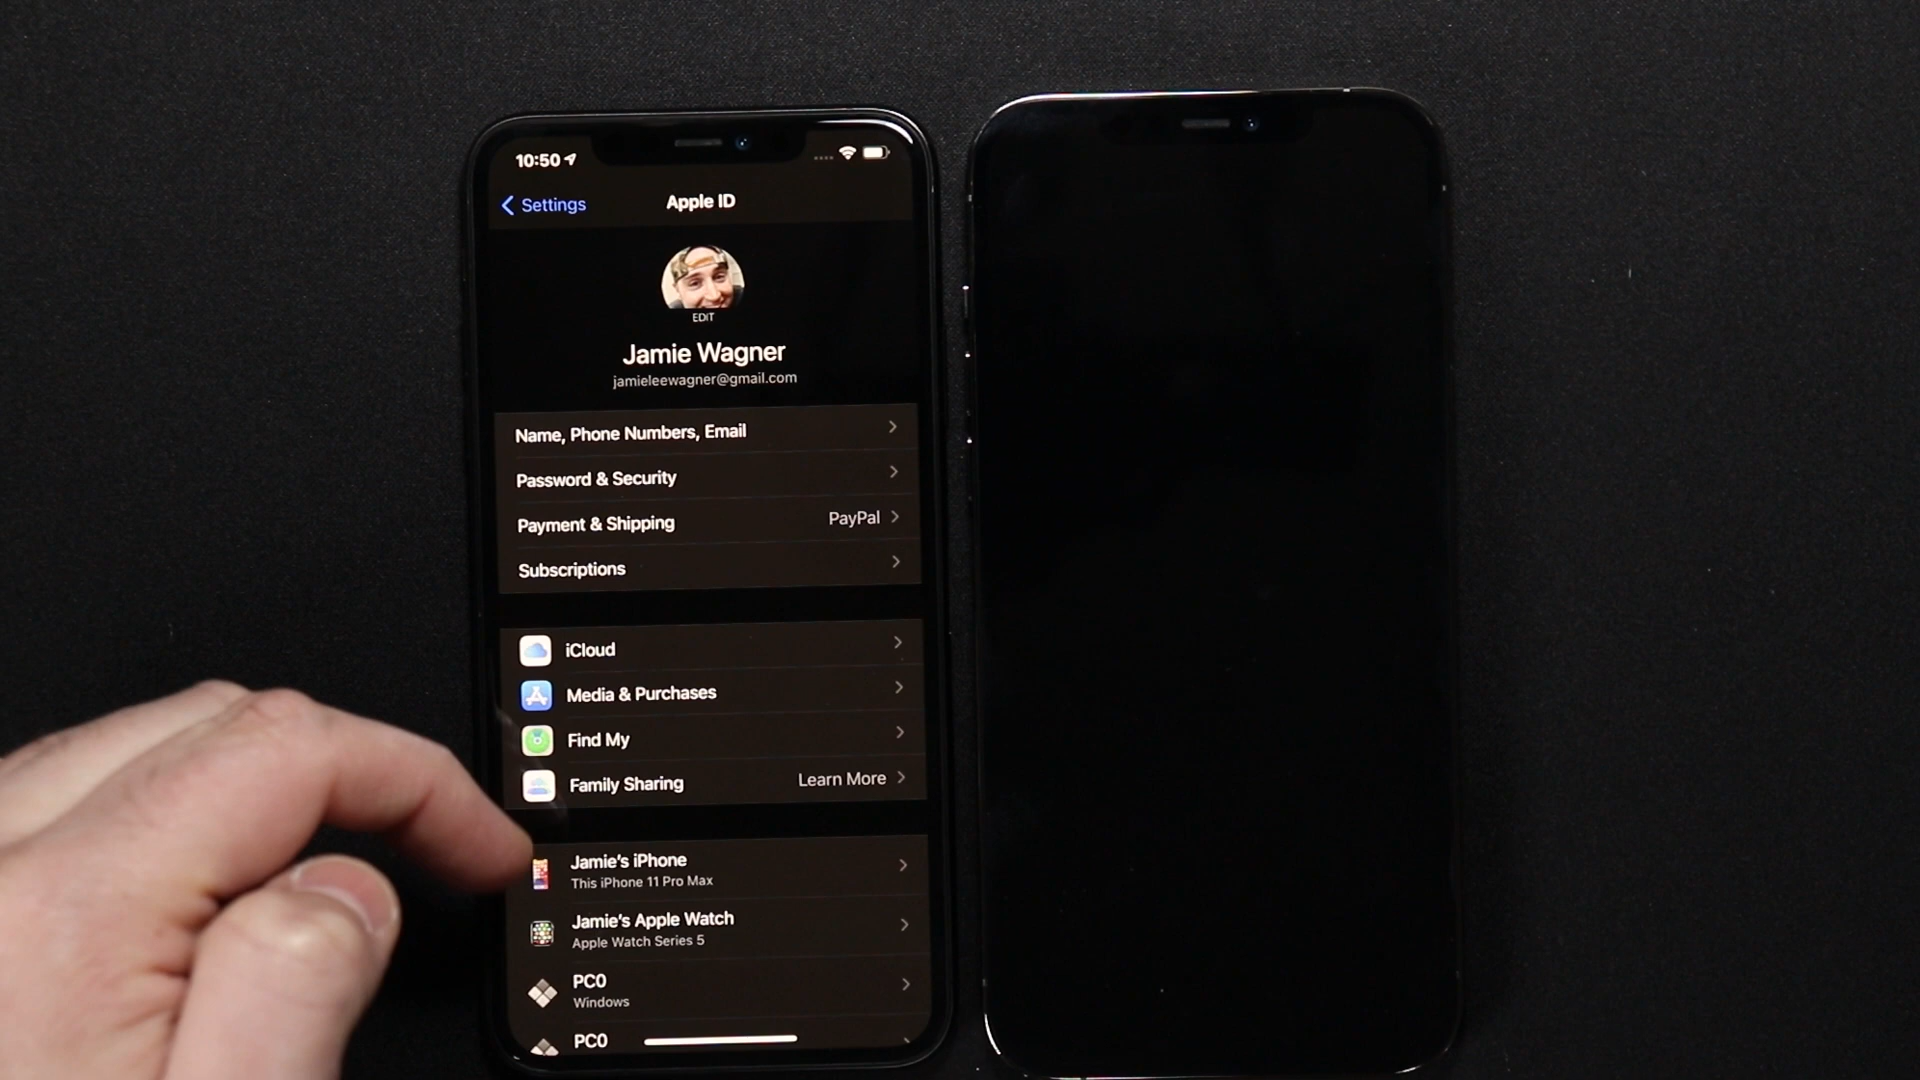 10:50
Settings
Apple ID
EDIT
Jamie Wagner
jamieleewagner@gmail.com
Name, Phone Numbers, Email
Password & Security
Payment & Shipping PayPal
Subscriptions
iCloud
Media & Purchases
Find My
Family Sharing Learn More
Jamie's iPhone
This iPhone 11 Pro Max
Jamie's Apple Watch
Apple Watch Series 5
PC0
Windows
PC0